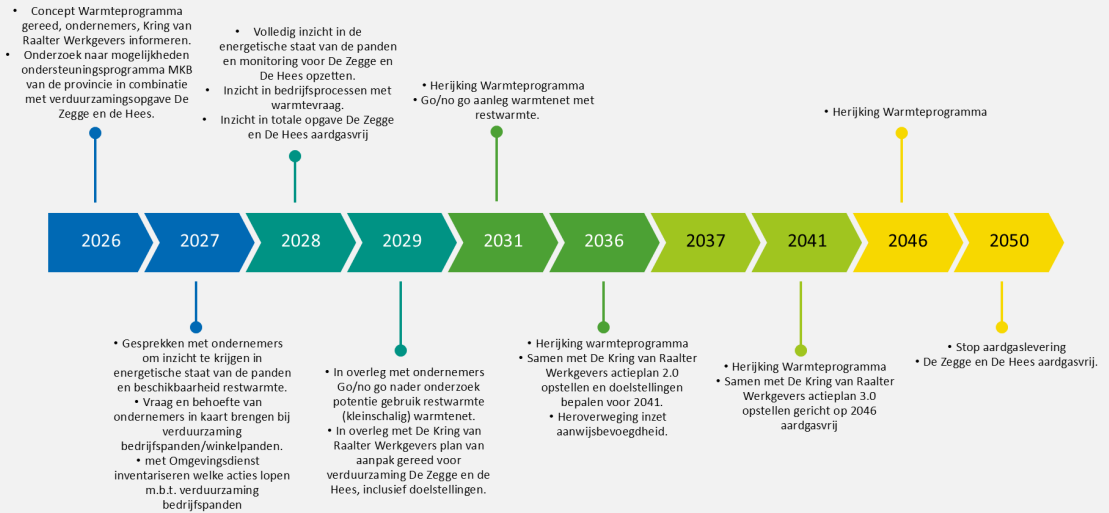 • Concept Warmteprogramma
gereed, ondernemers, Kring van
Raalter Werkgevers informeren.
• Onderzoek naar mogelijkheden
ondersteuningsprogramma MKB
van de provincie in combinatie
met verduurzamingsopgave De
Zegge en de Hees.
• Volledig inzicht in de
energetische staat van de panden
en monitoring voor De Zegge en
De Hees opzetten.
• Inzicht in bedrijfsprocessen met
warmtevraag.
• Inzicht in totale opgave De Zegge
en De Hees aardgasvrij
• Herijking Warmteprogramma
• Go/no go aanleg warmtenet met
restwarmte.
• Herijking Warmteprogramma
2026
2027
2028
2029
2031
2036
2037
2041
2046
2050
• Gesprekken met ondernemers
om inzicht te krijgen in
energetische staat van de panden
en beschikbaarheid restwarmte.
• Vraag en behoefte van
ondernemers in kaart brengen bij
verduurzaming
bedrijfspanden/winkelpanden.
• met Omgevingsdienst
inventariseren welke acties lopen
m.b.t. verduurzaming
bedrijfspanden
• In overleg met ondernemers
Go/no go nader onderzoek
potentie gebruik restwarmte
(kleinschalig) warmtenet.
• In overleg met De Kring van
Raalter Werkgevers plan van
aanpak gereed voor
verduurzaming De Zegge en de
Hees, inclusief doelstellingen.
• Herijking warmteprogramma
• Samen met De Kring van Raalter
Werkgevers actieplan 2.0
opstellen en doelstellingen
bepalen voor 2041.
• Heroverweging inzet
aanwijsbevoegdheid.
• Herijking Warmteprogramma
• Samen met De Kring van Raalter
Werkgevers actieplan 3.0
opstellen gericht op 2046
aardgasvrij
• Stop aardgaslevering
• De Zegge en De Hees aardgasvrij.